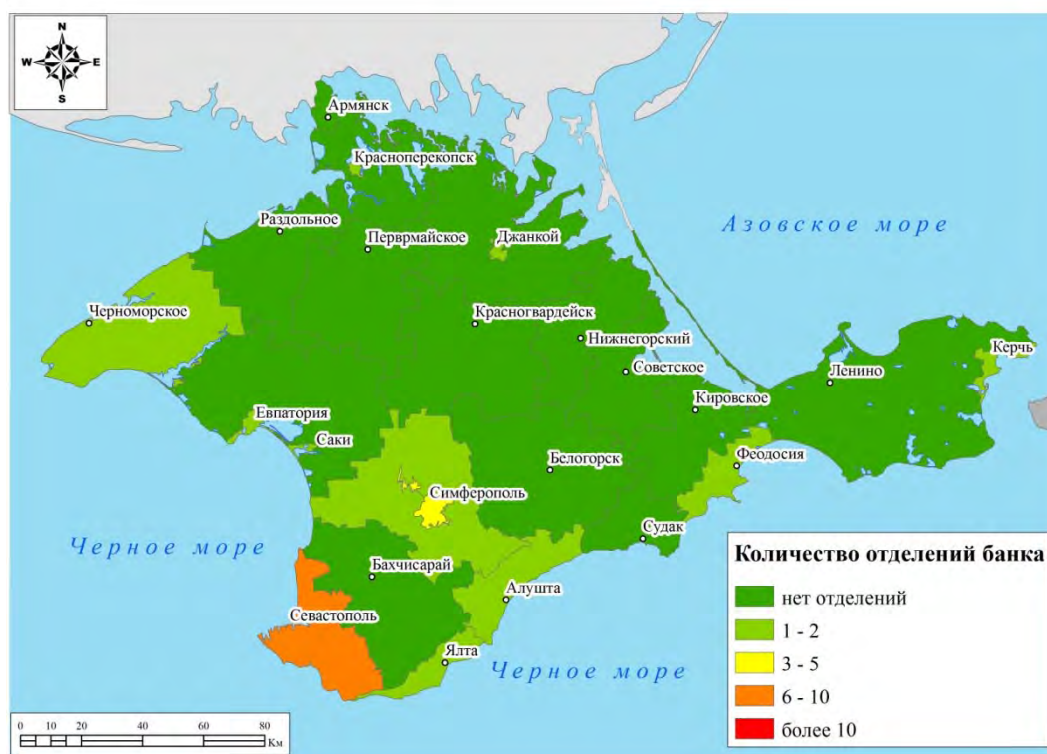 N
W E
S
Армянск
Красноперекопск
Раздольное
Перврмайское
Джанкой
Азовское море
Черноморское
Красногвардейск
Нижнегорский
Керчь
Советское
Ленино
Кировское
Евпатория
Саки
Белогорск
Феодосия
Симферополь
Судак
Черное море
Бахчисарай
Алушта
Севастополь
Ялта
Черное море
Количество отделений банка
нет отделений
1 - 2
3 - 5
6 - 10
более 10
0 10 20 40 60 80
Км